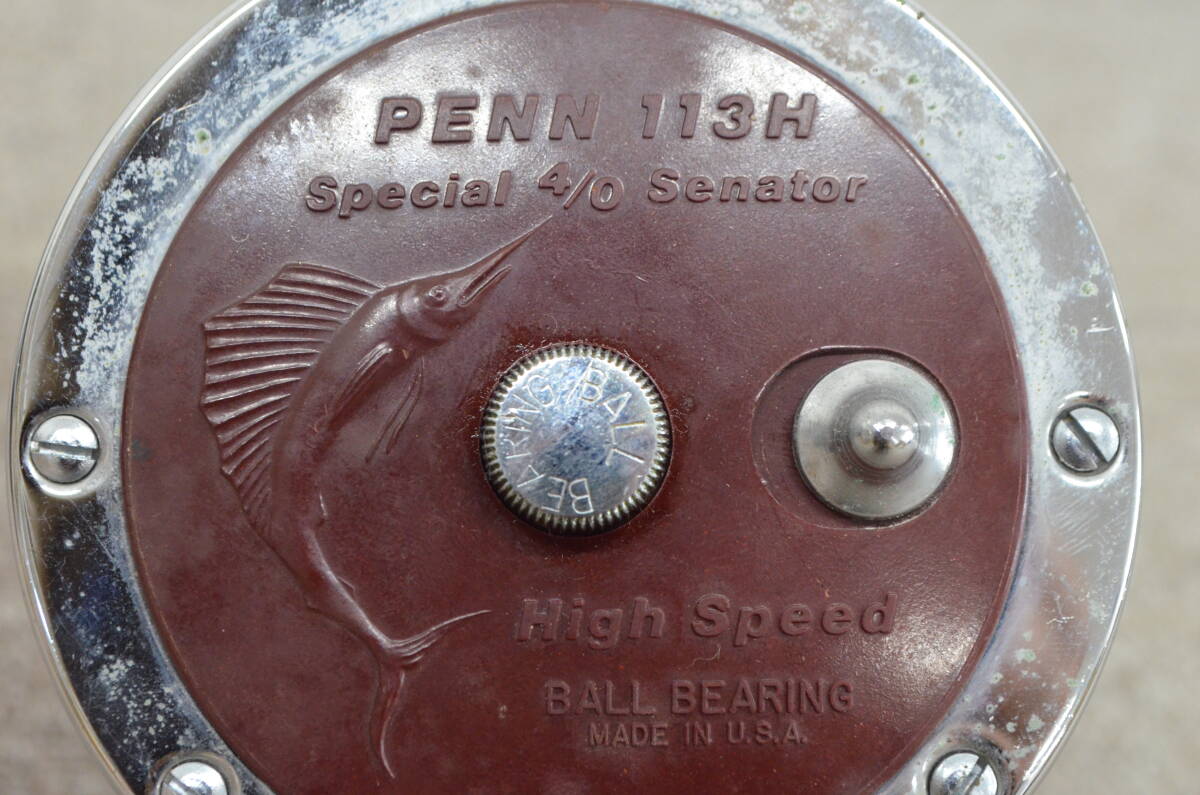 PENN 113H
Special 4/0 Senator
BALL BEARING
High Speed
BALL BEARING
MADE IN U.S.A.